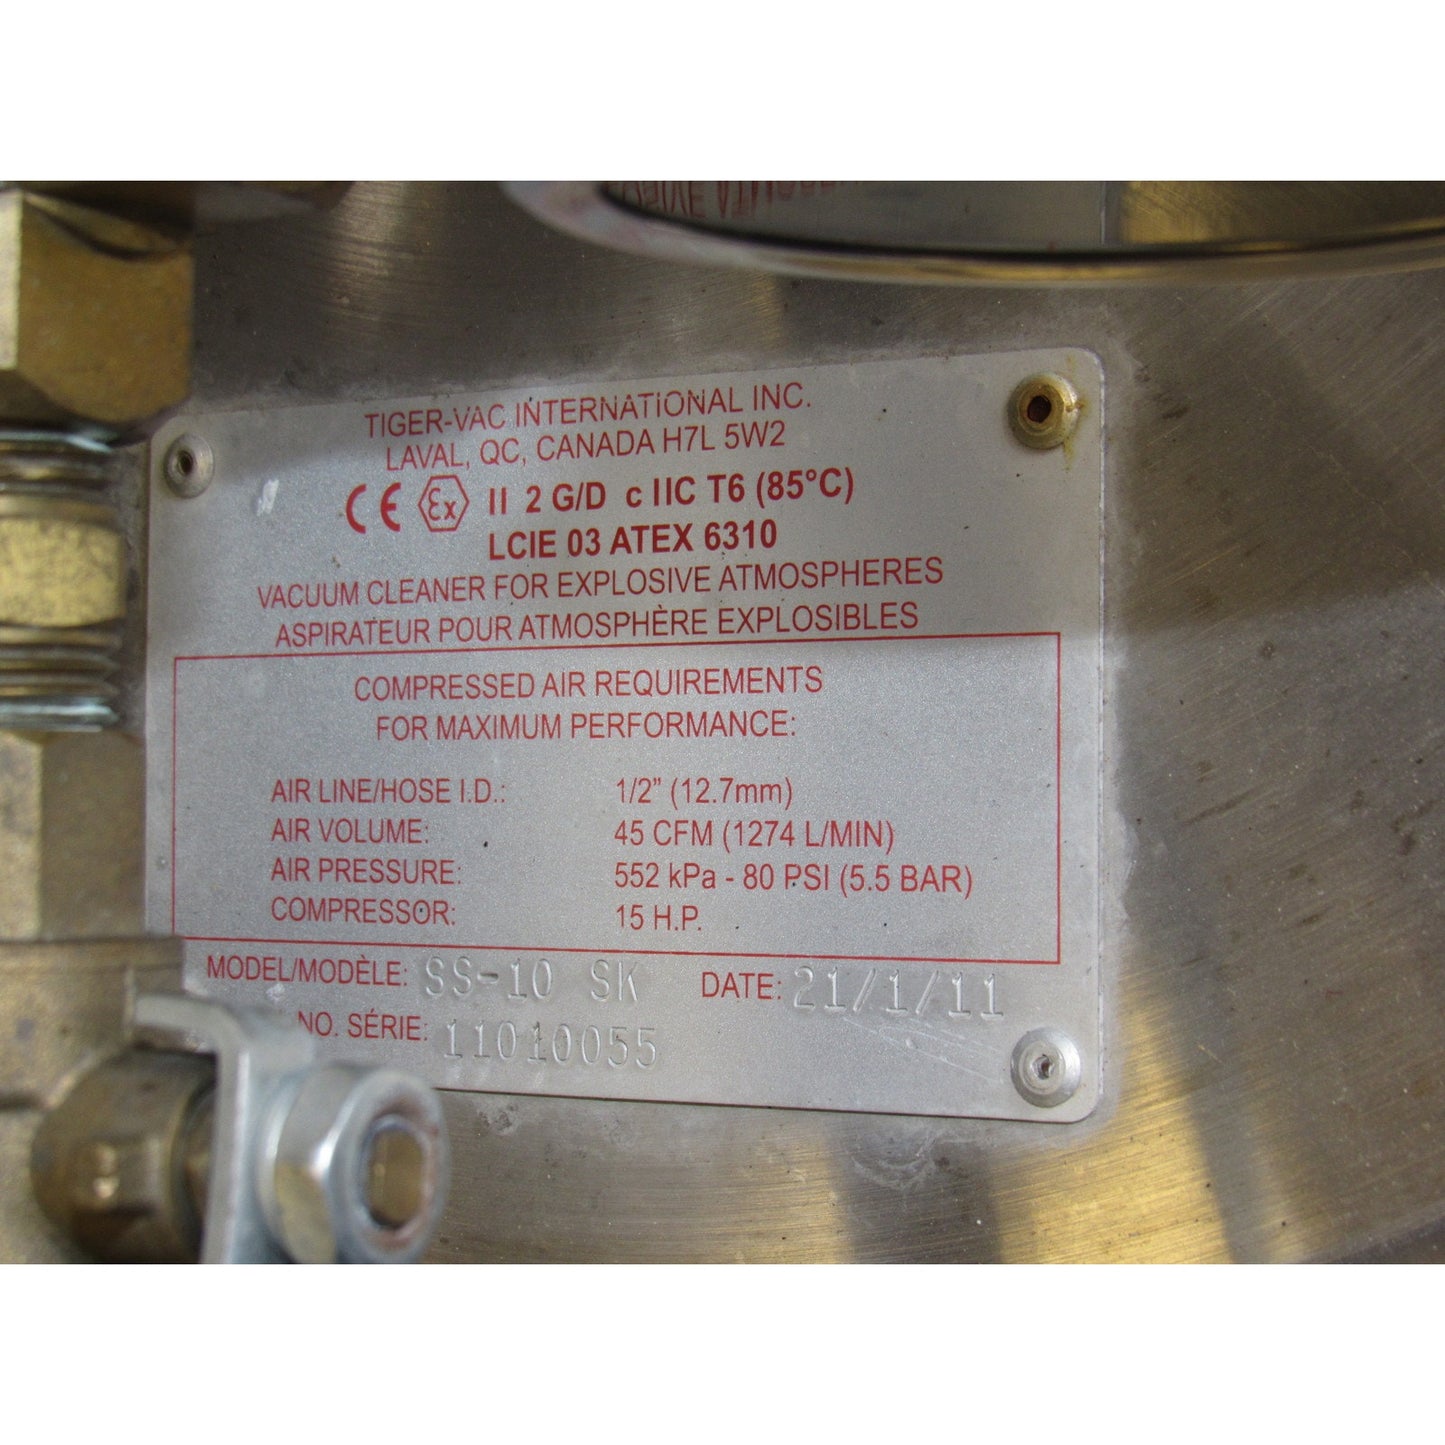 TIGER-VAC INTERNATIONAL INC.
LAVAL, QC, CANADA H7L 5W2
CE Ex II 2 G/D c IIC T6 (85°C)
LCIE 03 ATEX 6310
VACUUM CLEANER FOR EXPLOSIVE ATMOSPHERES
ASPIRATEUR POUR ATMOSPHÈRE EXPLOSIBLES
COMPRESSED AIR REQUIREMENTS
FOR MAXIMUM PERFORMANCE:
AIR LINE/HOSE I.D.: 1/2" (12.7mm)
AIR VOLUME: 45 CFM (1274 L/MIN)
AIR PRESSURE: 552 kPa - 80 PSI (5.5 BAR)
COMPRESSOR: 15 H.P.
MODEL/MODÈLE: SS-10 SK DATE: 21/1/11
NO. SÉRIE: 11010055